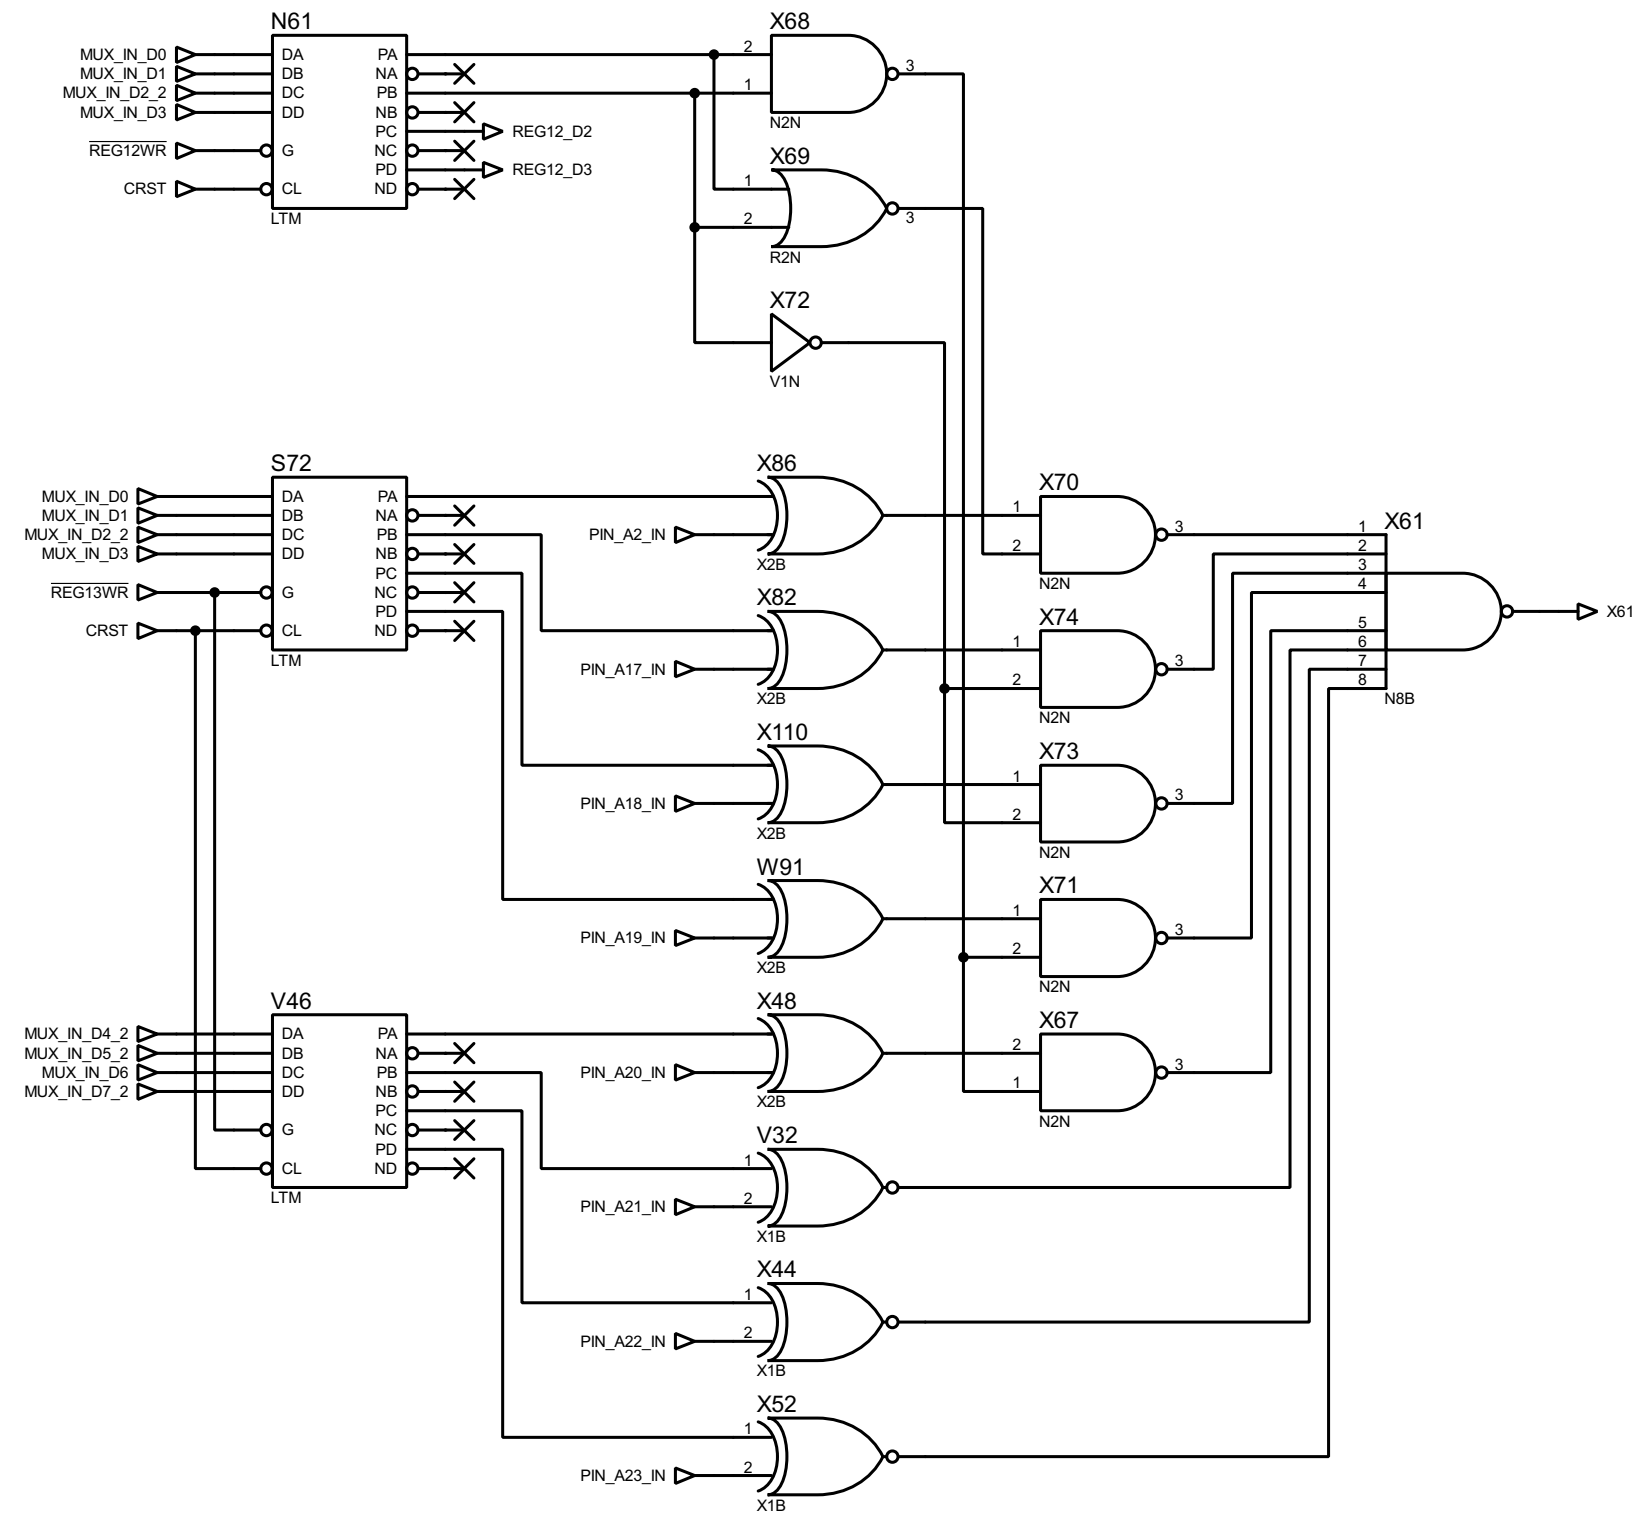 N61
MUX_IN_D0 DA PA
MUX_IN_D1 DB NA
MUX_IN_D2_2 DC PB
MUX_IN_D3 DD NB
PC REG12_D2
REG12WR G NC
PD REG12_D3
CRST CL ND
LTM
X68
2
1
3
N2N
X69
1
2
3
R2N
X72
V1N
S72
MUX_IN_D0 DA PA
MUX_IN_D1 DB NA
MUX_IN_D2_2 DC PB
MUX_IN_D3 DD NB
PC
REG13WR G NC
PD
CRST CL ND
LTM
X86
PIN_A2_IN
X2B
X82
PIN_A17_IN
X2B
X110
PIN_A18_IN
X2B
W91
PIN_A19_IN
X2B
X70
1
2
3
N2N
X74
1
2
3
N2N
X73
1
2
3
N2N
X71
1
2
3
N2N
X67
2
1
3
N2N
X61
1
2
3
4
5
6
7
8
N8B
X61
V46
MUX_IN_D4_2 DA PA
MUX_IN_D5_2 DB NA
MUX_IN_D6 DC PB
MUX_IN_D7_2 DD NB
PC
G NC
PD
CL ND
LTM
X48
PIN_A20_IN
X2B
V32
1
PIN_A21_IN 2
X1B
X44
1
PIN_A22_IN 2
X1B
X52
1
PIN_A23_IN 2
X1B